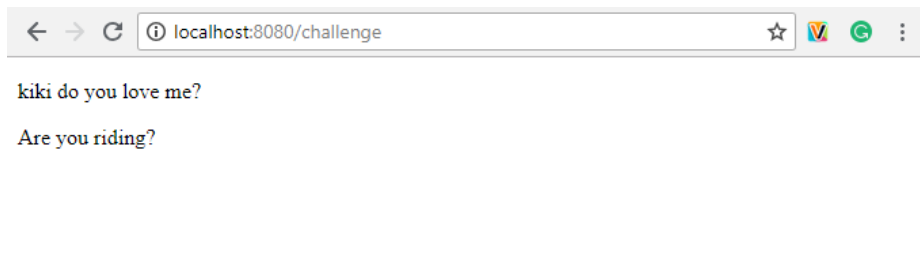 localhost:8080/challenge
kiki do you love me?
Are you riding?